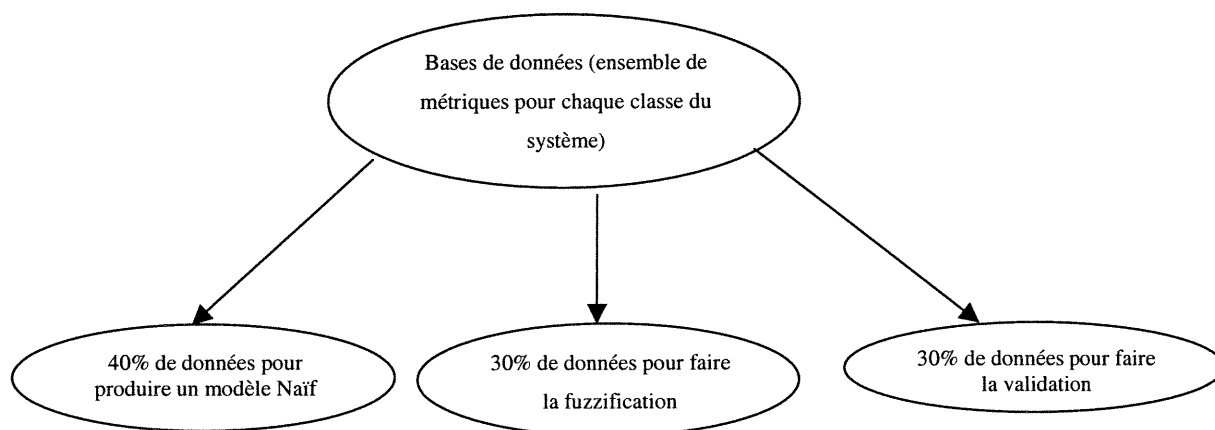 Bases de données (ensemble de
métriques pour chaque classe du
système)
40% de données pour
produire un modèle Naïf
30% de données pour faire
la fuzzification
30% de données pour faire
la validation